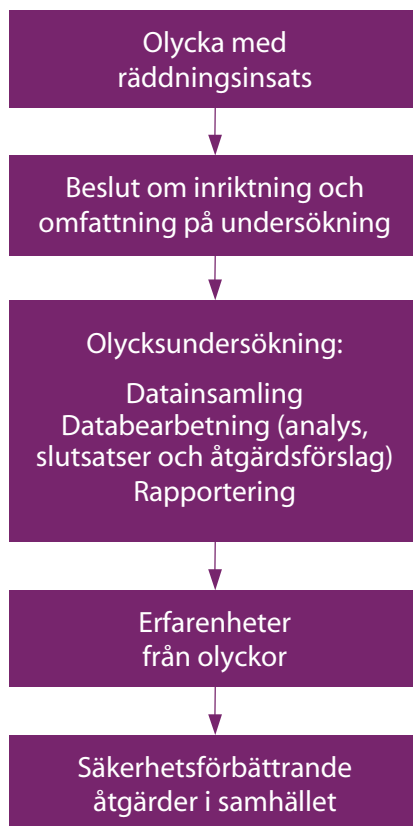 Olycka med
räddningsinsats
Beslut om inriktning och
omfattning på undersökning
Olycksundersökning:
Datainsamling
Databearbetning (analys,
slutsatser och åtgärdsförslag)
Rapportering
Erfarenheter
från olyckor
Säkerhetsförbättrande
åtgärder i samhället